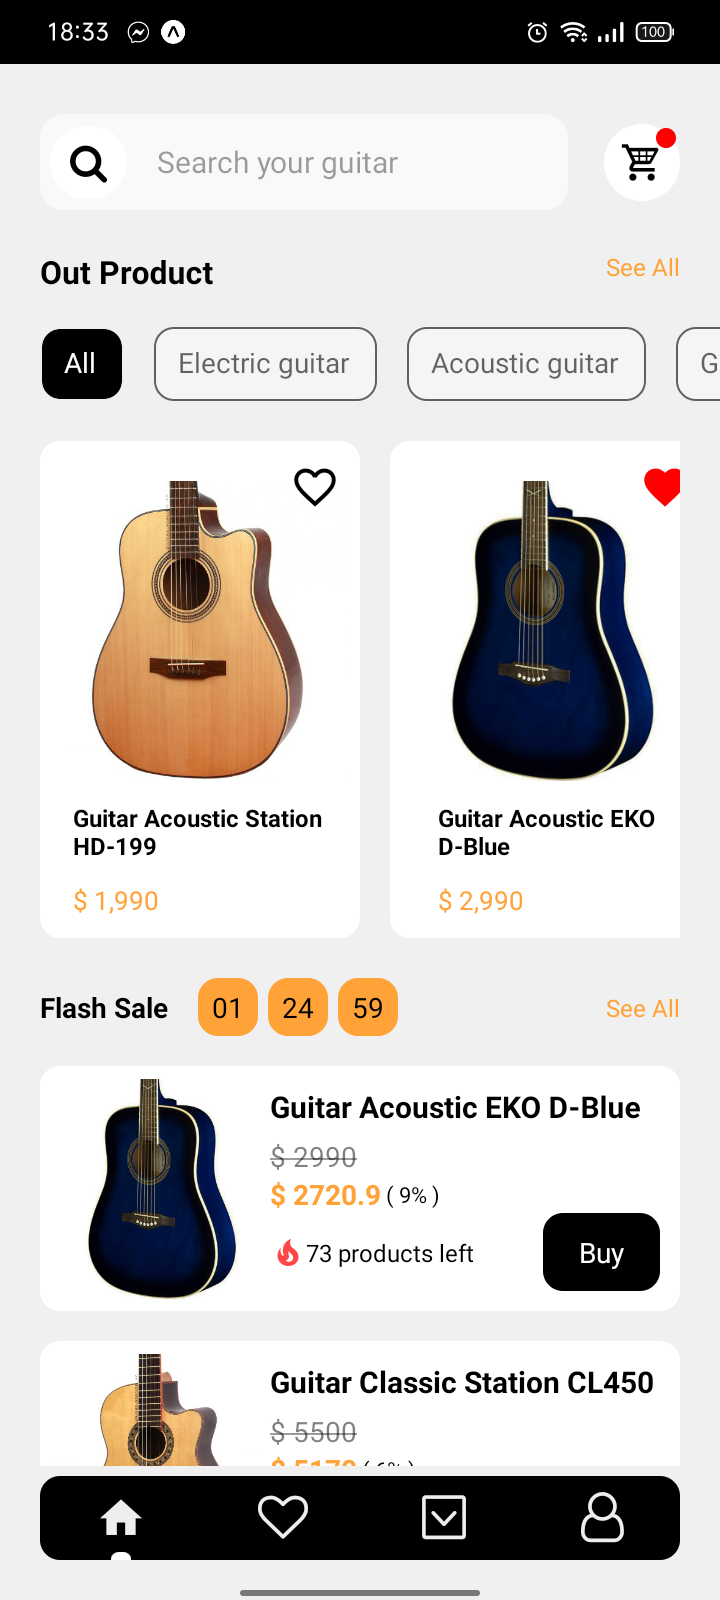 18:33
100
Search your guitar
Out Product
See All
All
Electric guitar
Acoustic guitar
G
Guitar Acoustic Station
HD-199
$ 1,990
Guitar Acoustic EKO
D-Blue
$ 2,990
Flash Sale
01
24
59
See All
Guitar Acoustic EKO D-Blue
$ 2990
$ 2720.9 ( 9% )
73 products left
Buy
Guitar Classic Station CL450
$ 5500